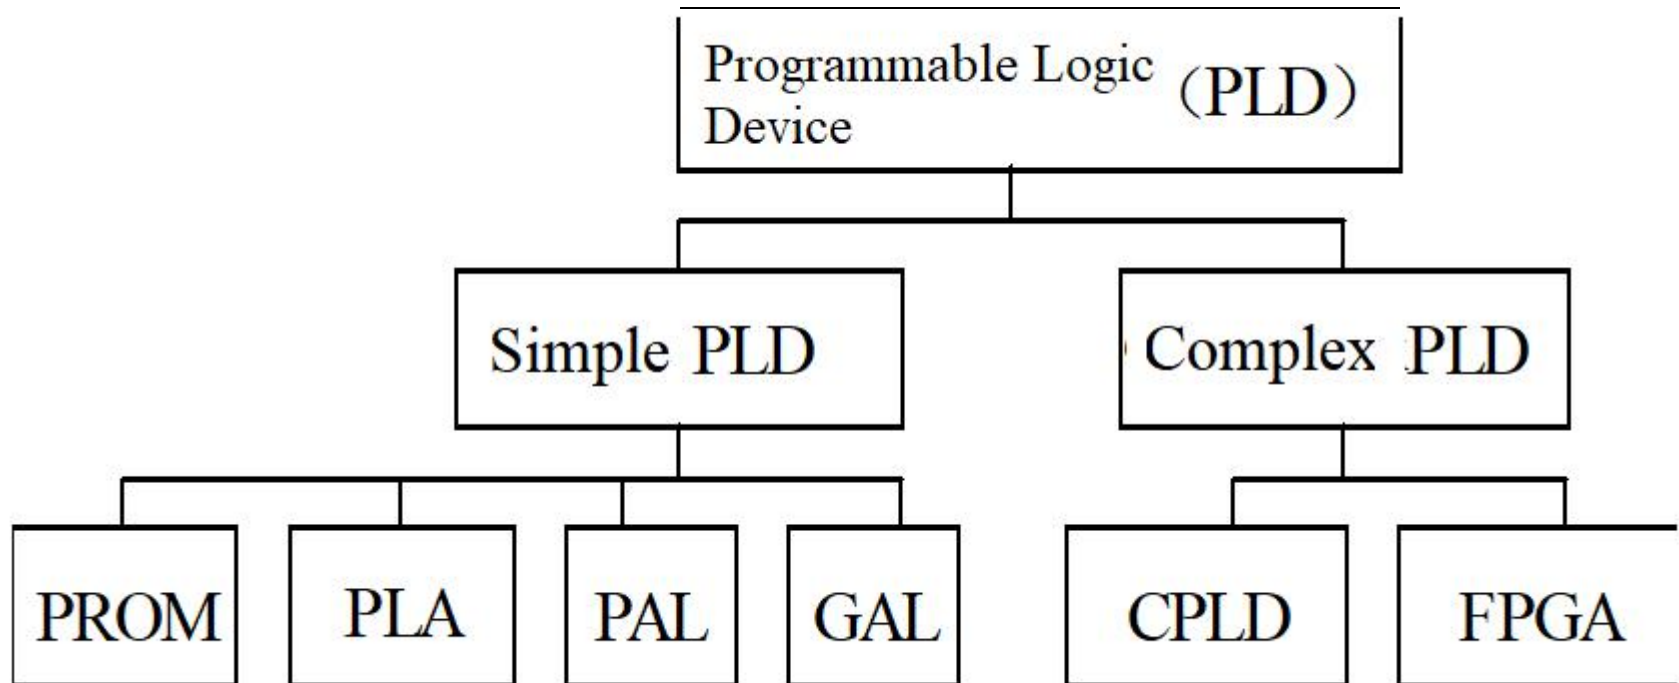 Programmable Logic
Device
（PLD）
Simple PLD
Complex PLD
PROM
PLA
PAL
GAL
CPLD
FPGA